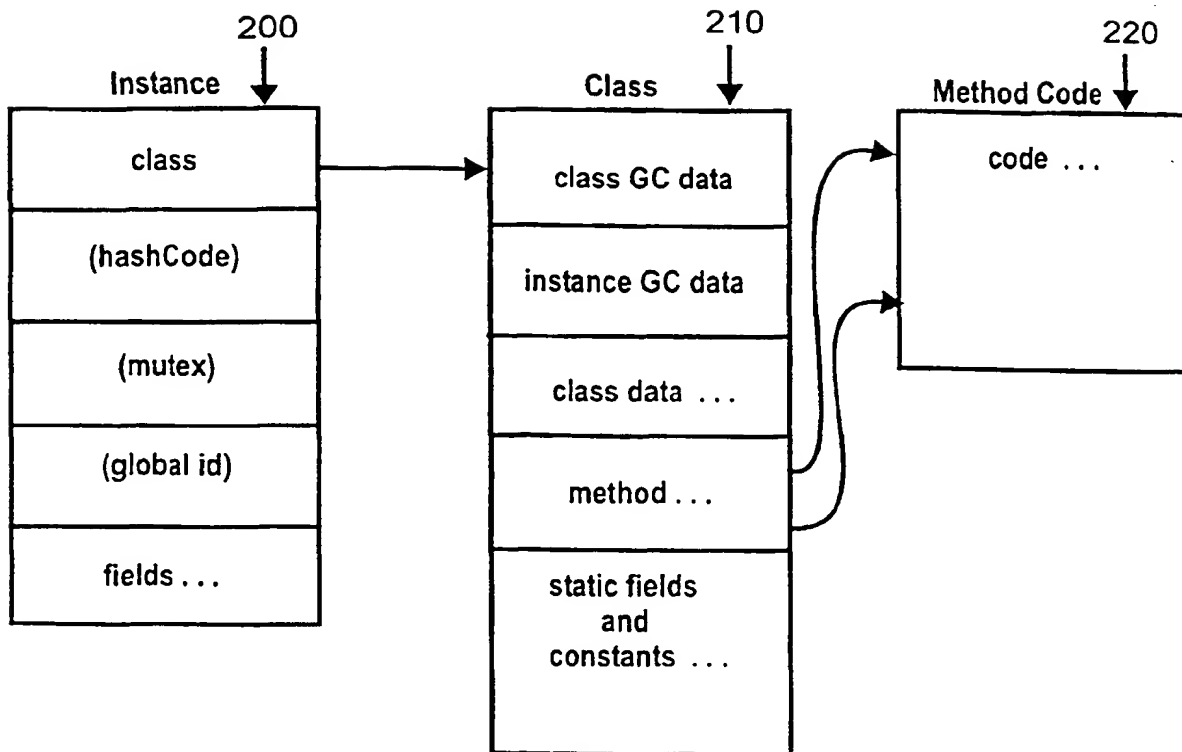 200
Instance
class
(hashCode)
(mutex)
(global id)
fields . . .
210
Class
class GC data
instance GC data
class data . . .
method . . .
static fields
and
constants . . .
220
Method Code
code . . .